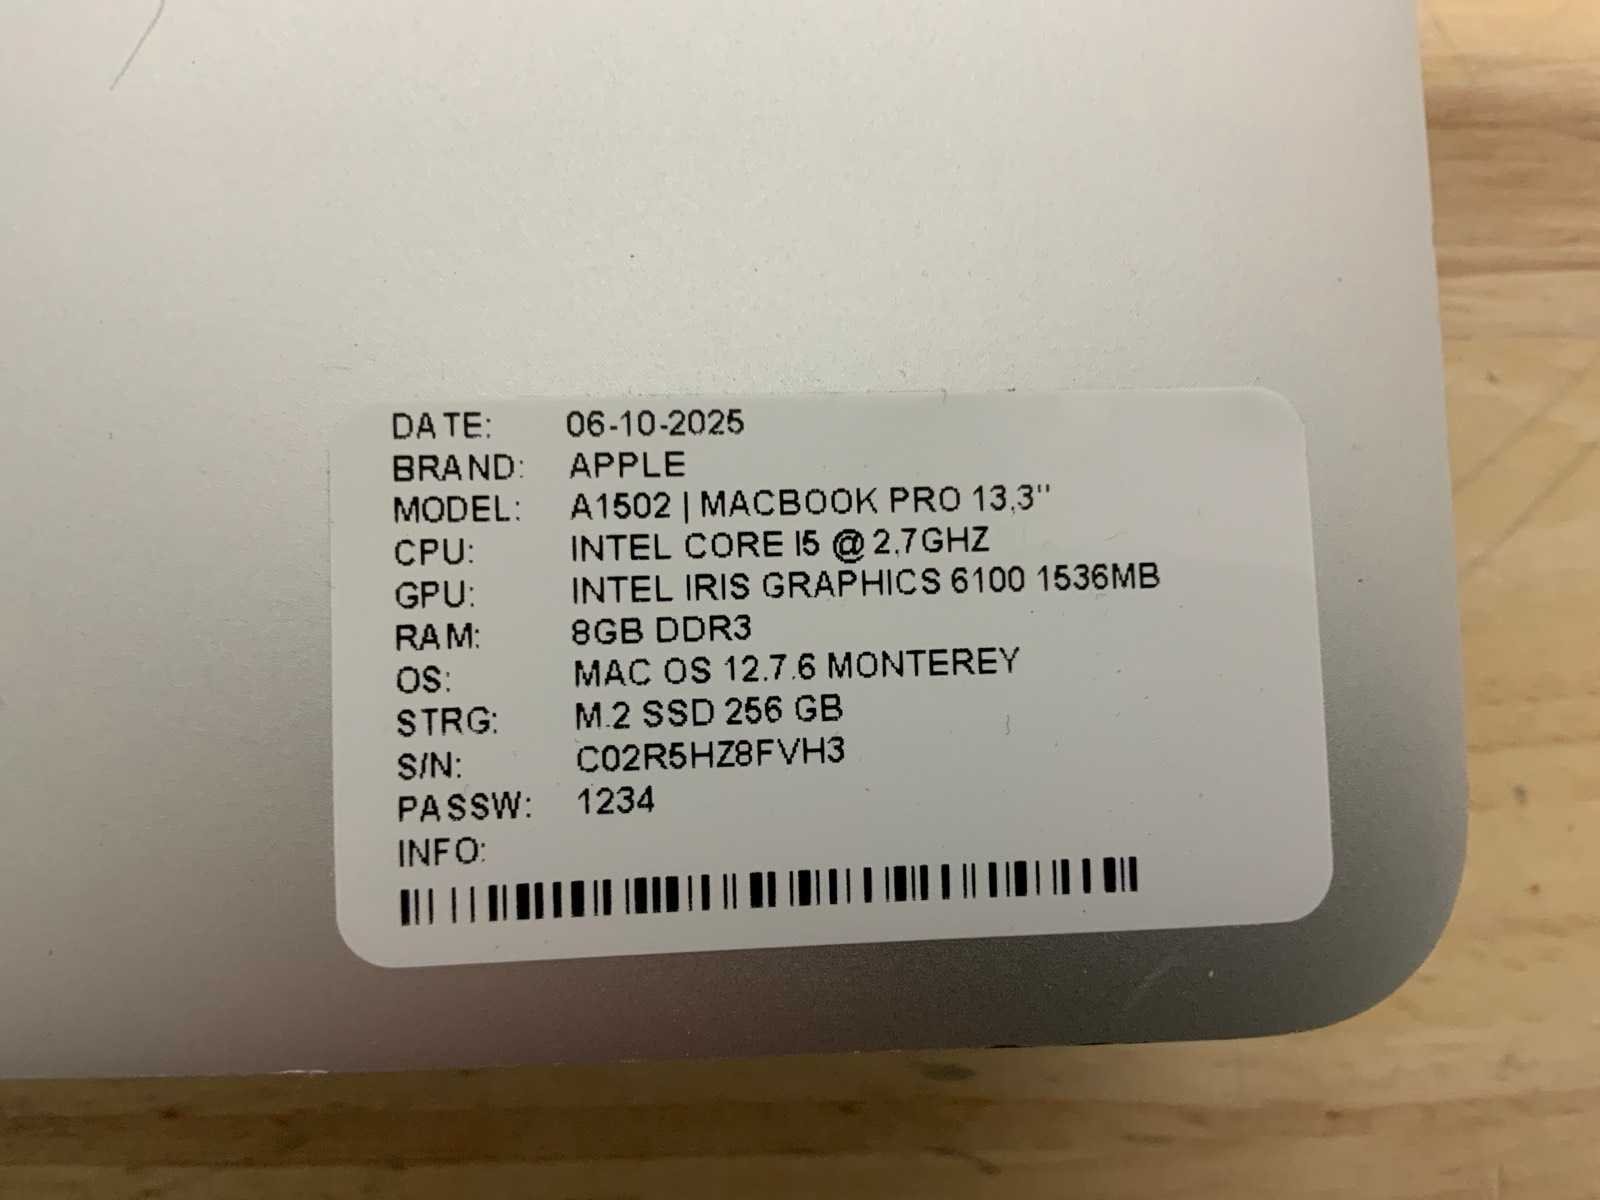 DATE: 06-10-2025
BRAND: APPLE
MODEL: A1502 | MACBOOK PRO 13,3"
CPU: INTEL CORE I5 @ 2,7GHZ
GPU: INTEL IRIS GRAPHICS 6100 1536MB
RAM: 8GB DDR3
OS: MAC OS 12.7.6 MONTEREY
STRG: M.2 SSD 256 GB
S/N: C02R5HZ8FVH3
PASSW: 1234
INFO: